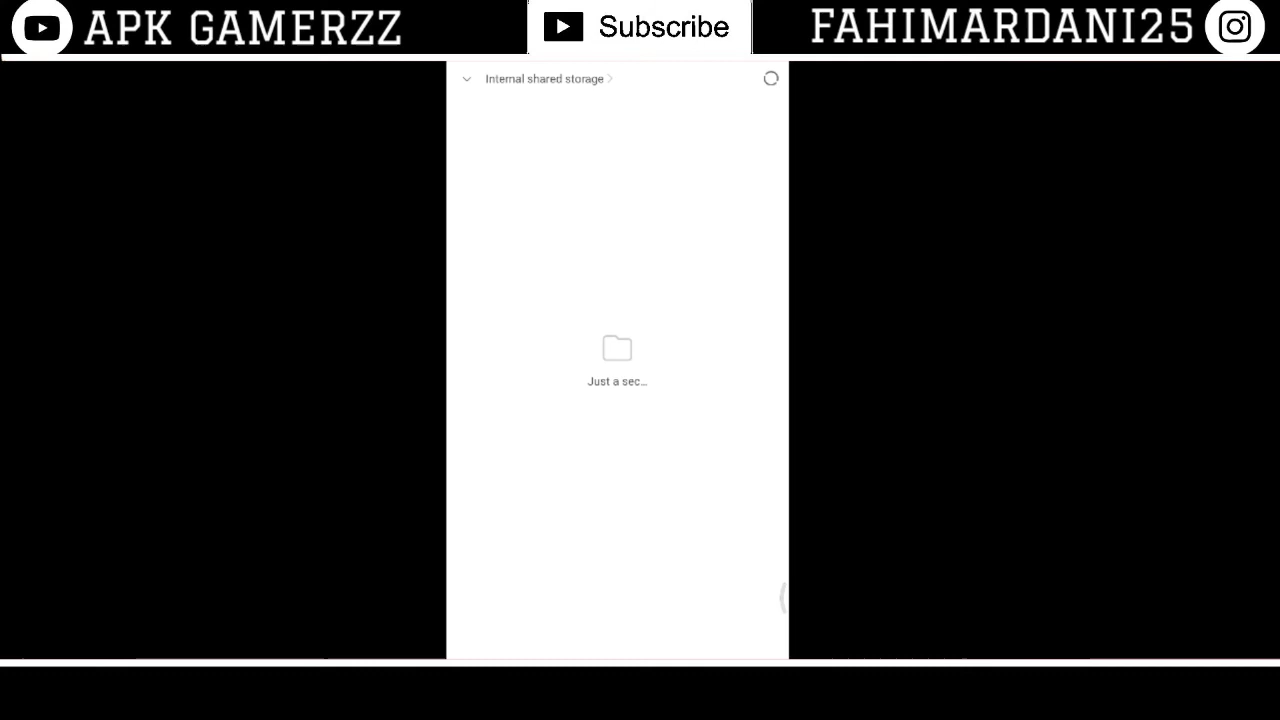 APK GAMERZZ
Subscribe
FAHIMARDANI25
Internal shared storage
Just a sec...